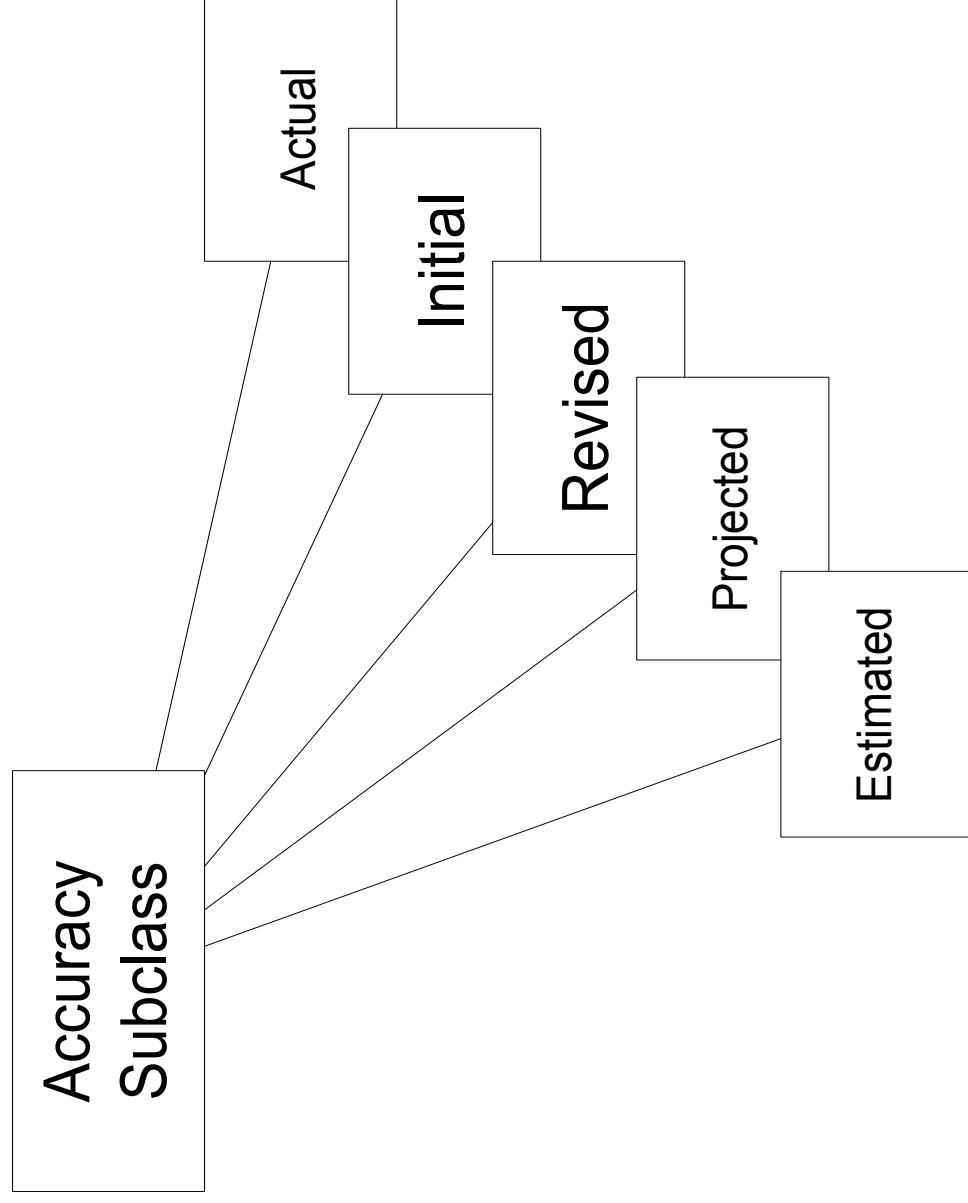 Accuracy
Subclass
Actual
Initial
Revised
Projected
Estimated